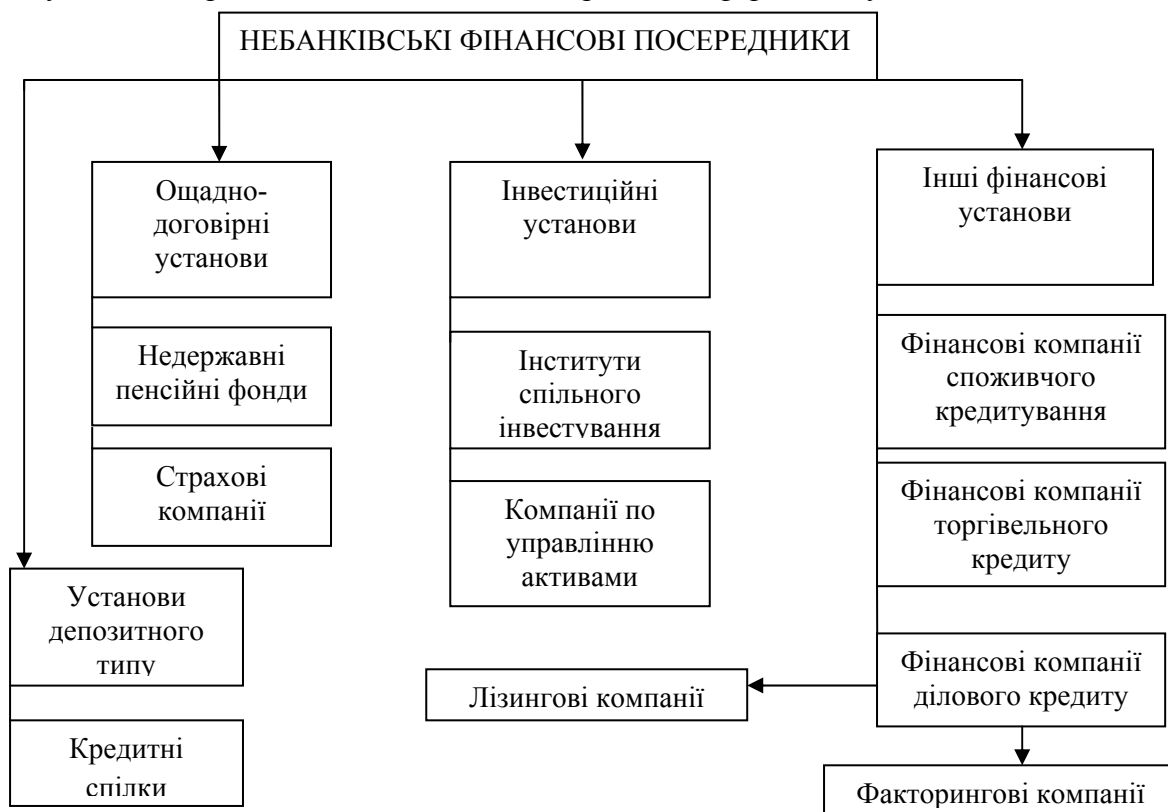 НЕБАНКІВСЬКІ ФІНАНСОВІ ПОСЕРЕДНИКИ
Ощадно-
договірні
установи
Недержавні
пенсійні фонди
Страхові
компанії
Установи
депозитного
типу
Кредитні
спілки
Інвестиційні
установи
Інститути
спільного
інвестування
Компанії по
управлінню
активами
Лізингові компанії
Інші фінансові
установи
Фінансові компанії
споживчого
кредитування
Фінансові компанії
торгівельного
кредиту
Фінансові компанії
ділового кредиту
Факторингові компанії